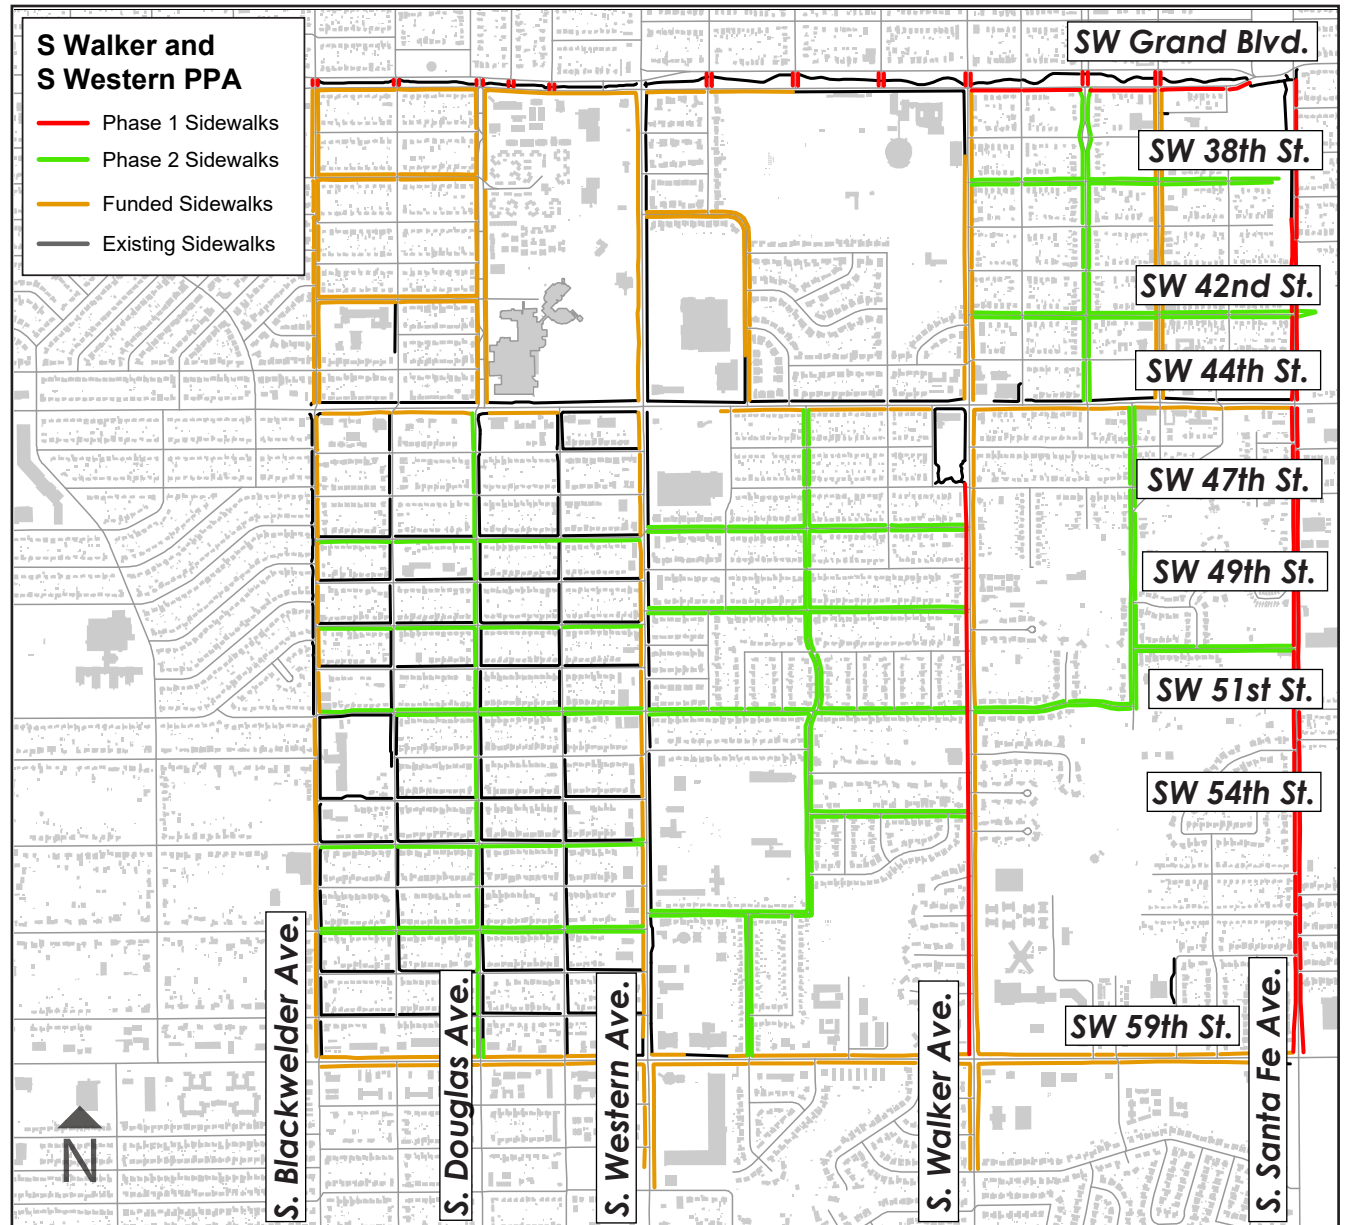 S Walker and
S Western PPA
Phase 1 Sidewalks
Phase 2 Sidewalks
Funded Sidewalks
Existing Sidewalks
SW Grand Blvd.
SW 38th St.
SW 42nd St.
SW 44th St.
SW 47th St.
SW 49th St.
SW 51st St.
SW 54th St.
SW 59th St.
S. Blackwelder Ave.
S. Douglas Ave.
S. Western Ave.
S. Walker Ave.
S. Santa Fe Ave.
N